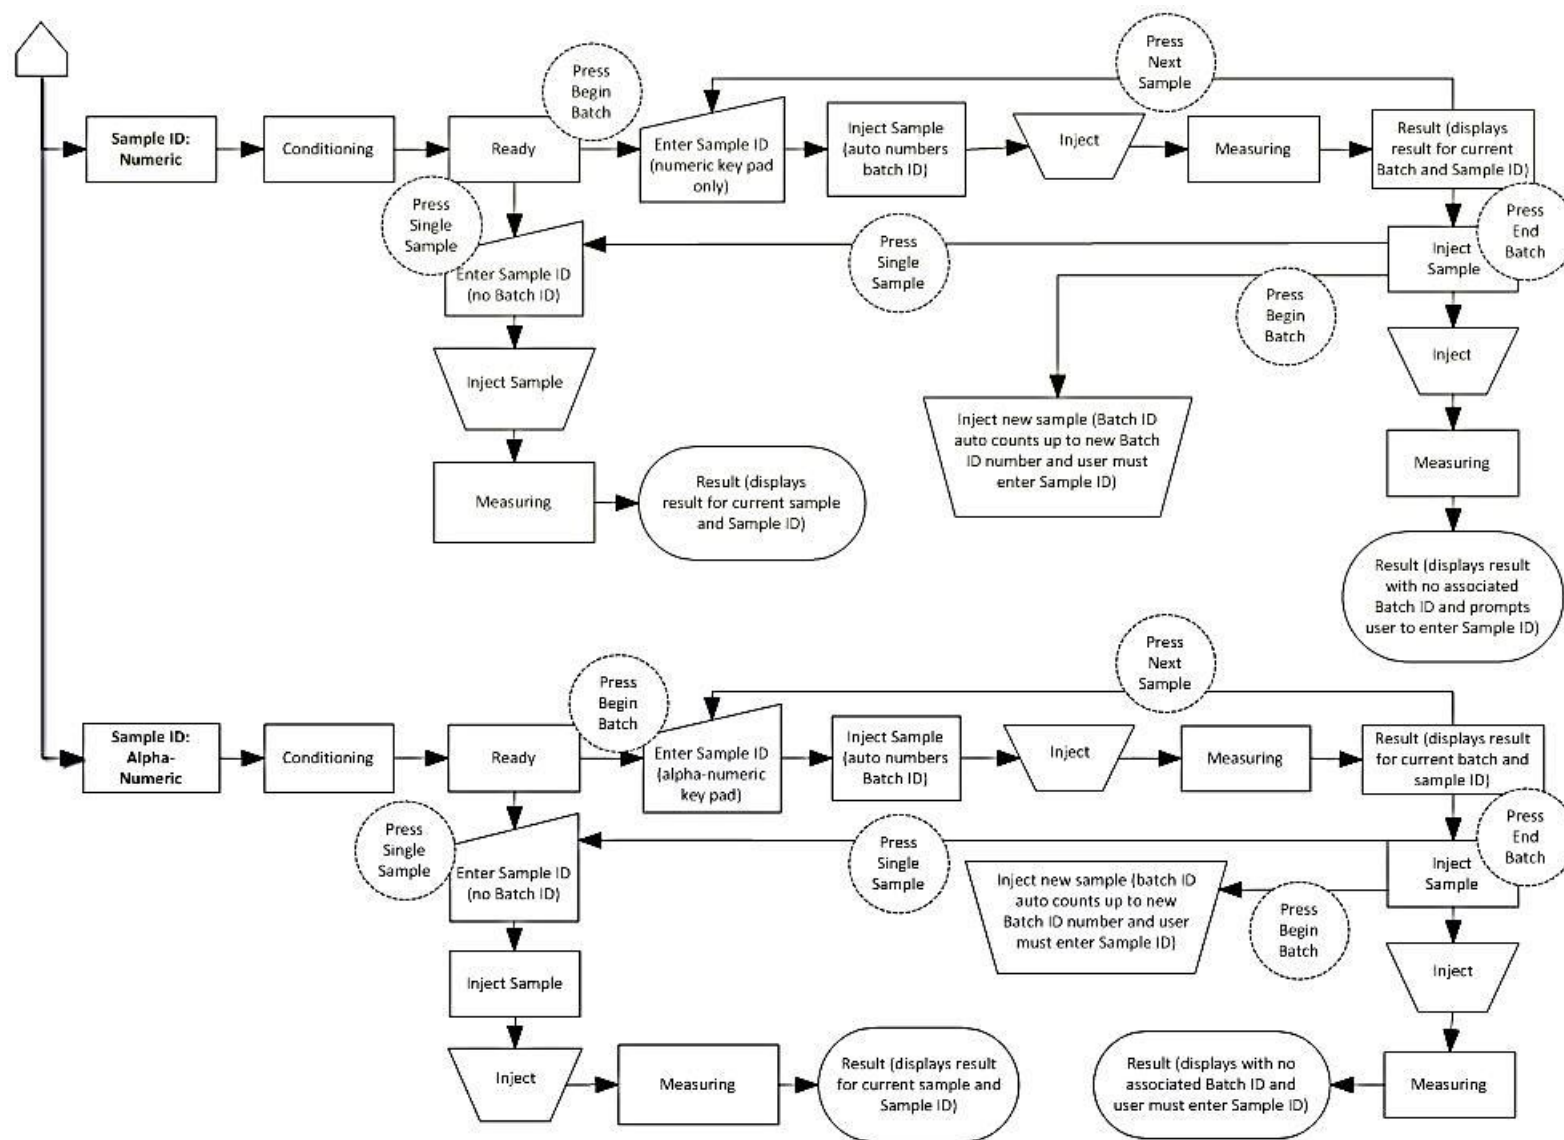 Press
Next
Sample
Press
Begin
Batch
Sample ID:
Numeric
Conditioning
Ready
Enter Sample ID
(numeric key pad
only)
Inject Sample
(auto numbers
batch ID)
Inject
Measuring
Result (displays
result for current
Batch and Sample ID)
Press
Single
Sample
Press
End
Batch
Press
Single
Sample
Inject
Sample
Enter Sample ID
(no Batch ID)
Press
Begin
Batch
Inject
Inject Sample
Inject new sample (Batch ID
auto counts up to new Batch
ID number and user must
enter Sample ID)
Measuring
Measuring
Result (displays
result for current sample
and Sample ID)
Result (displays result
with no associated
Batch ID and prompts
user to enter Sample ID)
Press
Next
Sample
Press
Begin
Batch
Sample ID:
Alpha-
Numeric
Conditioning
Ready
Enter Sample ID
(alpha-numeric
key pad)
Inject Sample
(auto numbers
Batch ID)
Inject
Measuring
Result (displays result
for current batch and
sample ID)
Press
Single
Sample
Press
End
Batch
Press
Single
Sample
Inject
Sample
Enter Sample ID
(no Batch ID)
Inject new sample (batch ID
auto counts up to new
Batch ID number and user
must enter Sample ID)
Press
Begin
Batch
Inject Sample
Inject
Inject
Measuring
Result (displays result
for current sample and
Sample ID)
Result (displays with no
associated Batch ID and
user must enter Sample ID)
Measuring